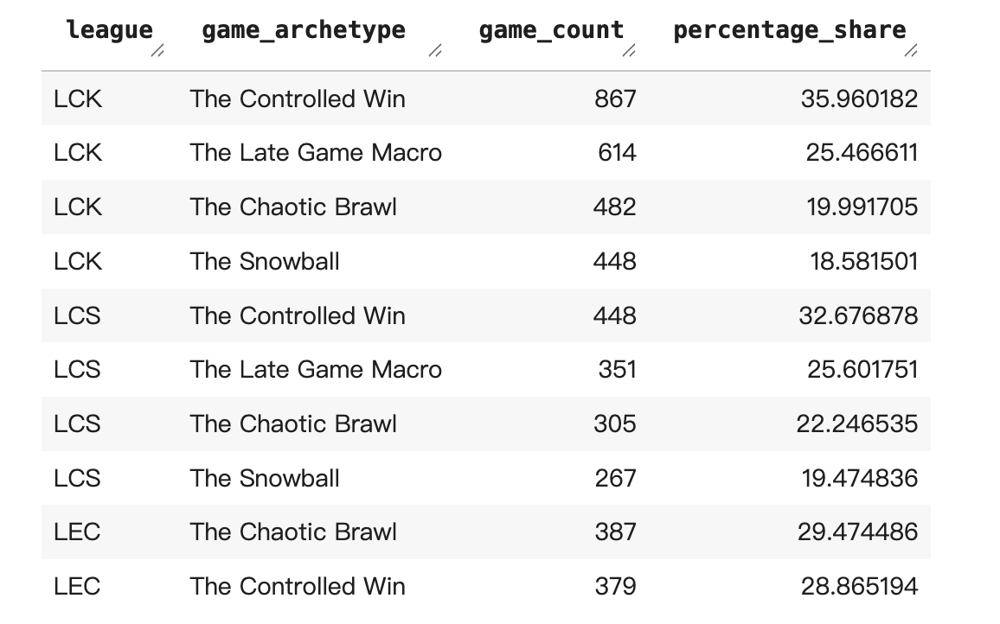 league game_archetype game_count percentage_share
LCK The Controlled Win 867 35.960182
LCK The Late Game Macro 614 25.466611
LCK The Chaotic Brawl 482 19.991705
LCK The Snowball 448 18.581501
LCS The Controlled Win 448 32.676878
LCS The Late Game Macro 351 25.601751
LCS The Chaotic Brawl 305 22.246535
LCS The Snowball 267 19.474836
LEC The Chaotic Brawl 387 29.474486
LEC The Controlled Win 379 28.865194